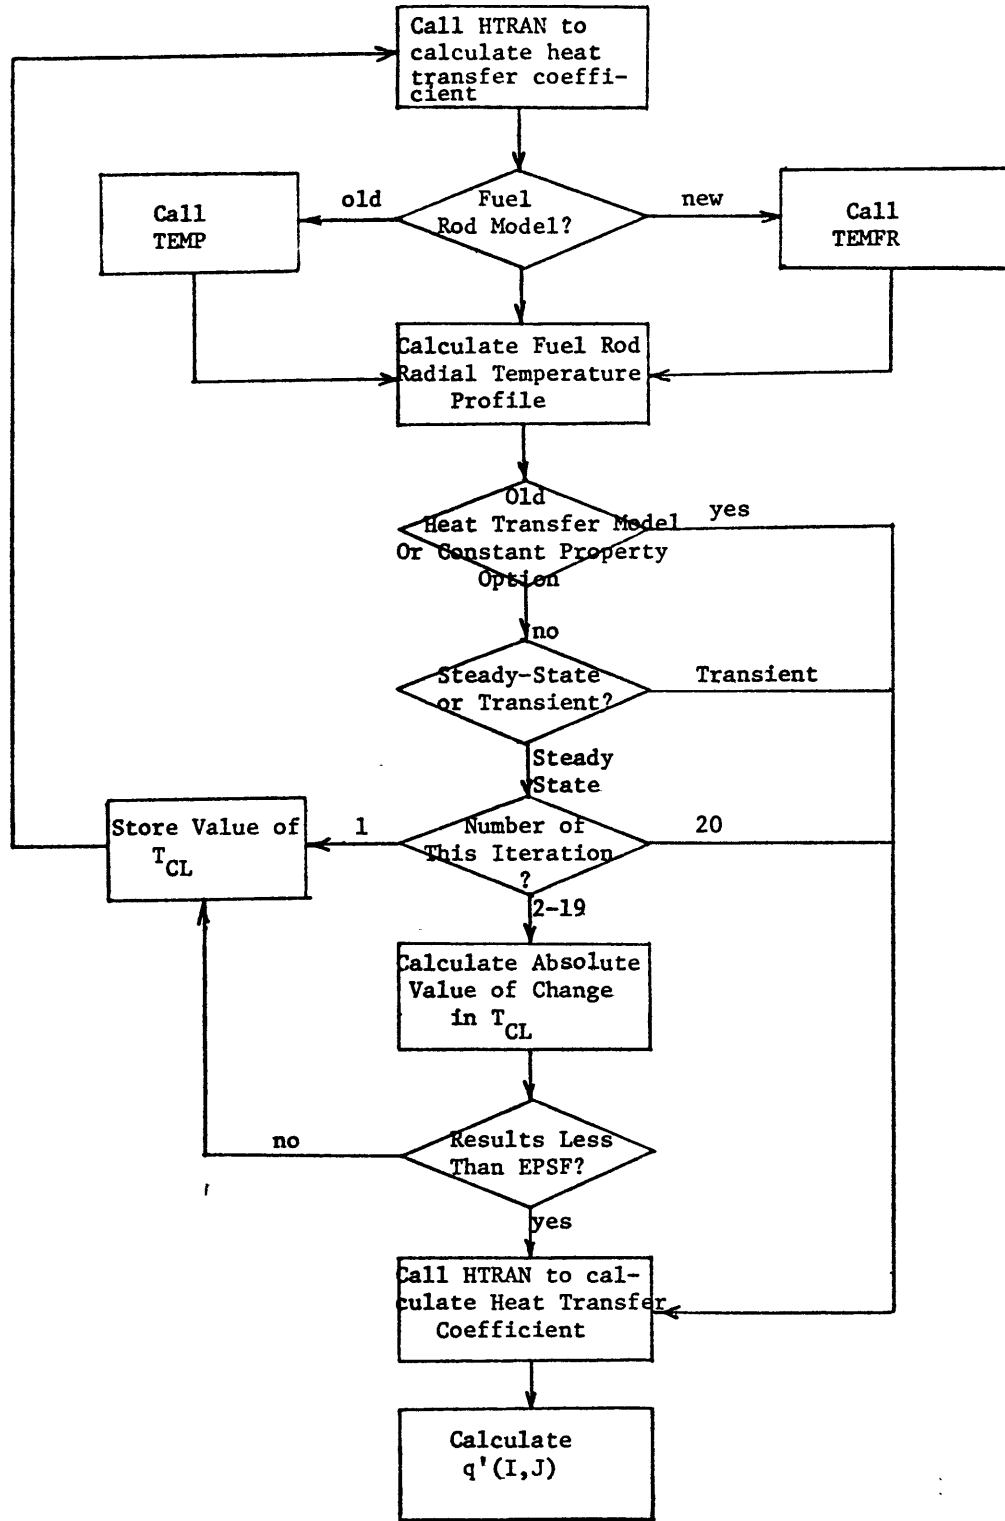 Call HTRAN to
calculate heat
transfer coeffi-
cient
old
Fuel
Rod Model?
new
Call
TEMP
Call
TEMFR
Calculate Fuel Rod
Radial Temperature
Profile
Old
Heat Transfer Model
Or Constant Property
Option
yes
no
Steady-State
or Transient?
Transient
Steady
State
Store Value of
T_CL
1
Number of
This Iteration
?
20
2-19
Calculate Absolute
Value of Change
in T_CL
no
Results Less
Than EPSF?
yes
Call HTRAN to cal-
culate Heat Transfer
Coefficient
Calculate
q'(I,J)